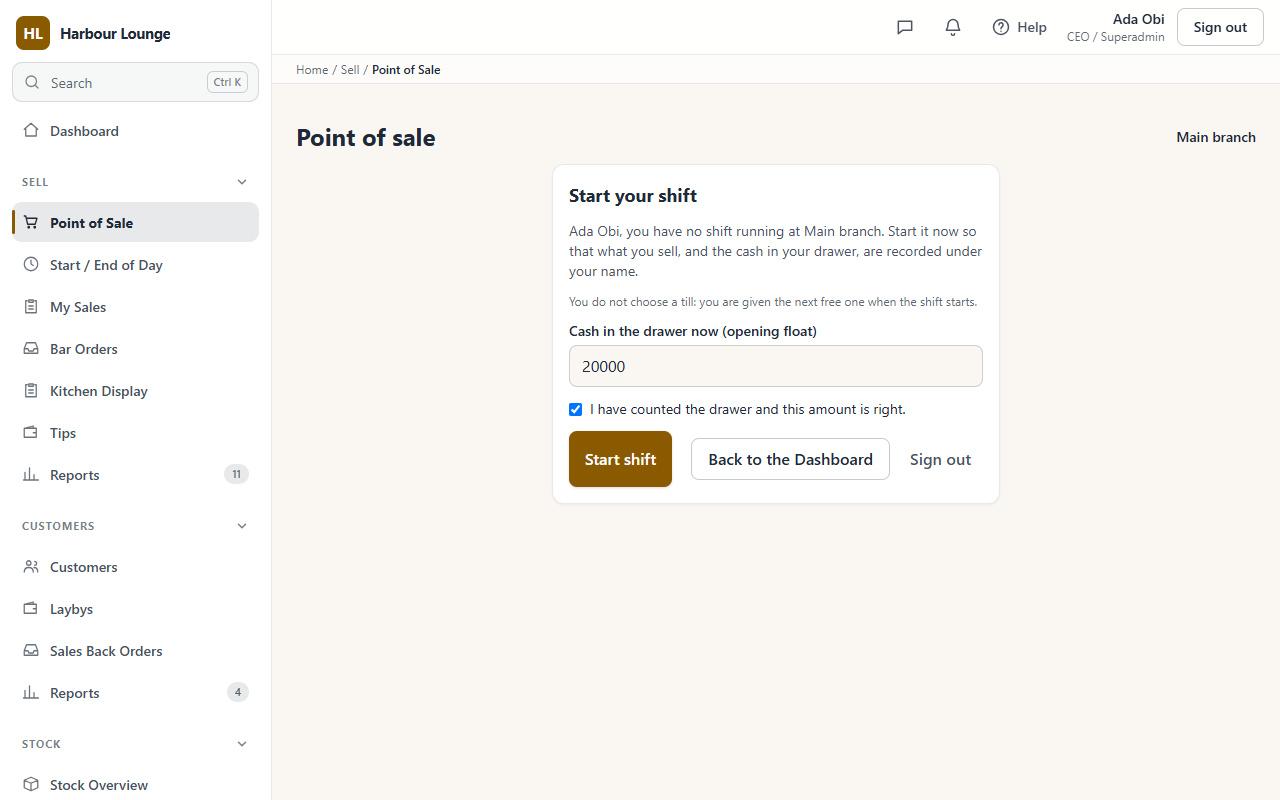 HL Harbour Lounge
Search Ctrl K
Dashboard
SELL
Point of Sale
Start / End of Day
My Sales
Bar Orders
Kitchen Display
Tips
Reports 11
CUSTOMERS
Customers
Laybys
Sales Back Orders
Reports 4
STOCK
Stock Overview
Help
Ada Obi
CEO / Superadmin
Sign out
Home / Sell / Point of Sale
Point of sale
Main branch
Start your shift
Ada Obi, you have no shift running at Main branch. Start it now so
that what you sell, and the cash in your drawer, are recorded under
your name.
You do not choose a till: you are given the next free one when the shift starts.
Cash in the drawer now (opening float)
20000
I have counted the drawer and this amount is right.
Start shift Back to the Dashboard Sign out